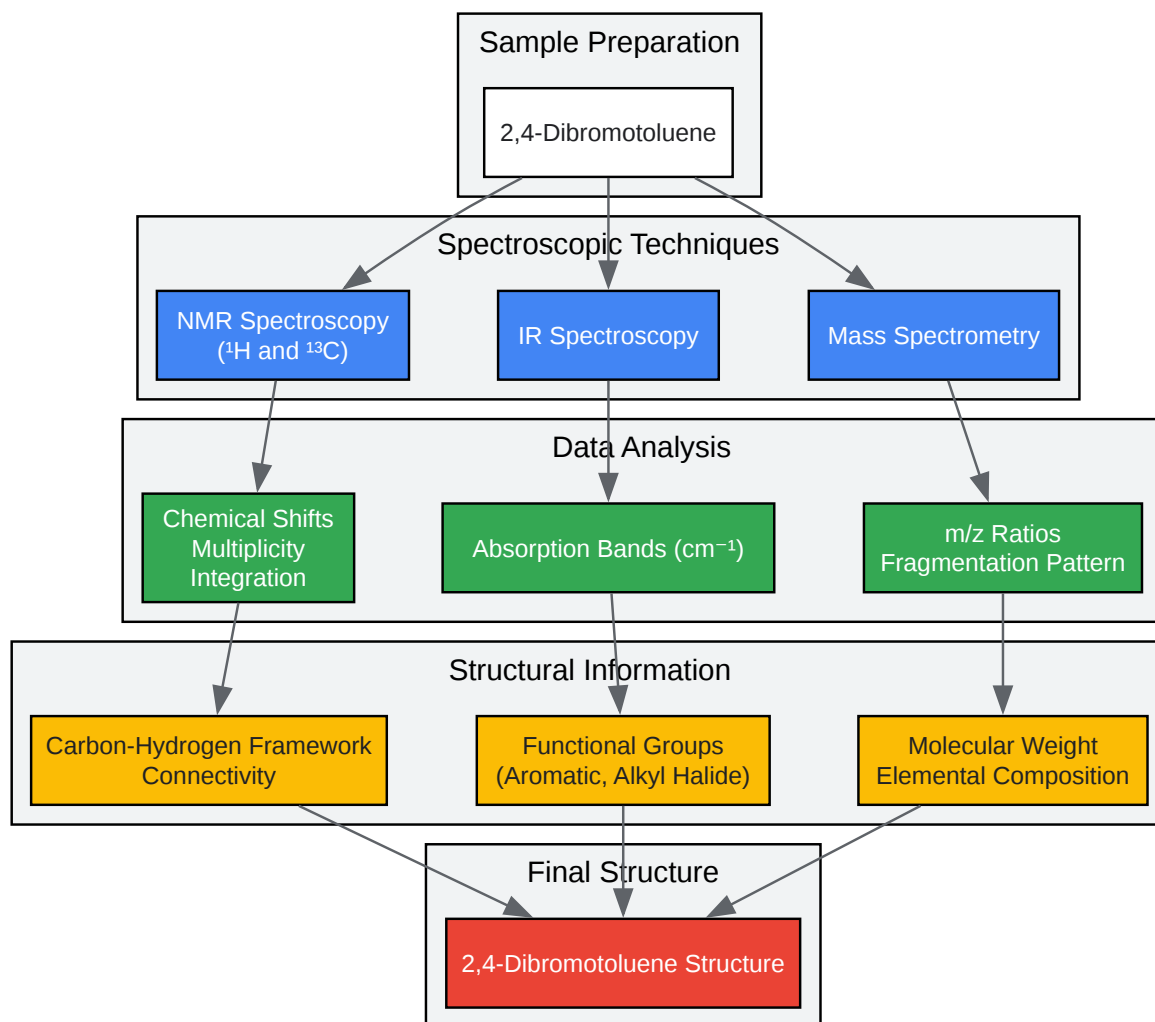 Sample Preparation
2,4-Dibromotoluene
Spectroscopic Techniques
NMR Spectroscopy
(¹H and ¹³C)
IR Spectroscopy
Mass Spectrometry
Data Analysis
Chemical Shifts
Multiplicity
Integration
Absorption Bands (cm⁻¹)
m/z Ratios
Fragmentation Pattern
Structural Information
Carbon-Hydrogen Framework
Connectivity
Functional Groups
(Aromatic, Alkyl Halide)
Molecular Weight
Elemental Composition
Final Structure
2,4-Dibromotoluene Structure